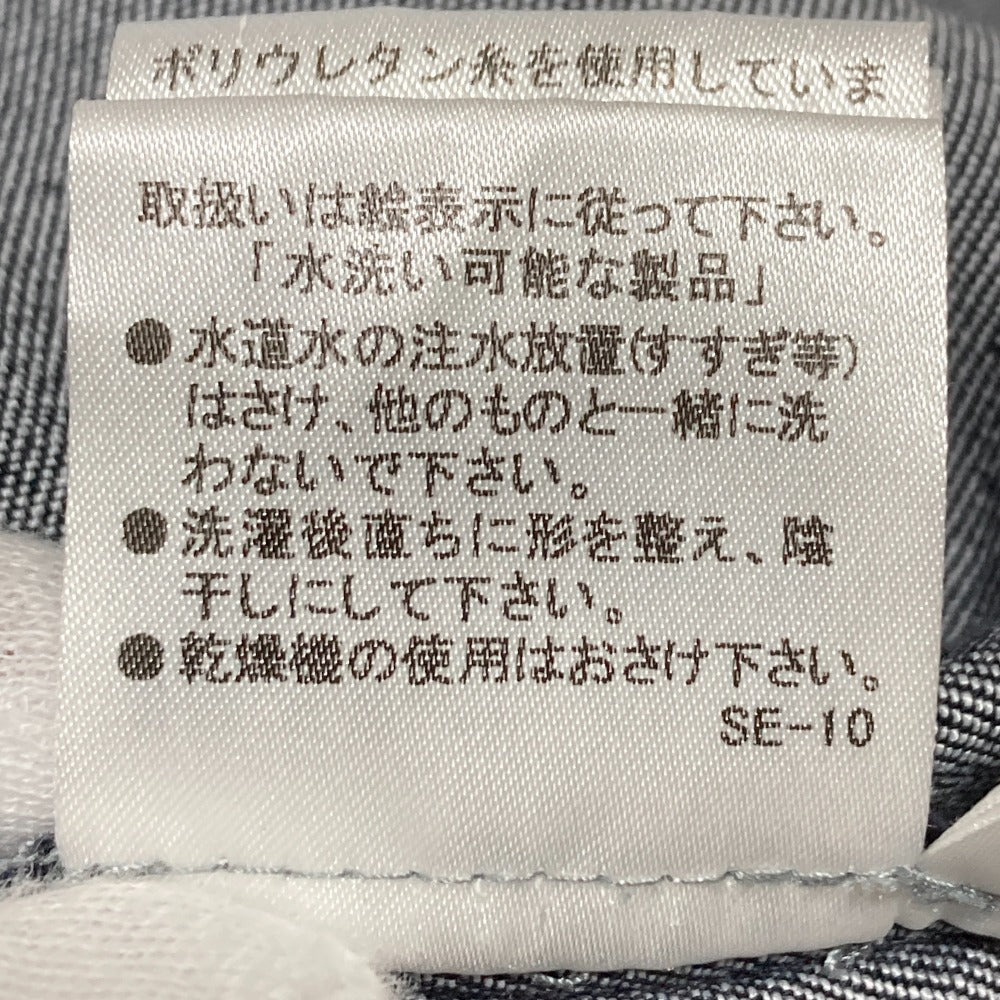 ポリウレタン糸を使用していま
取扱いは絵表示に従って下さい。
「水洗い可能な製品」
●水道水の注水放置(すすぎ等)
はさけ、他のものと一緒に洗
わないで下さい。
●洗濯後直ちに形を整え、陰
干しにして下さい。
●乾燥機の使用はおさけ下さい。
SE-10